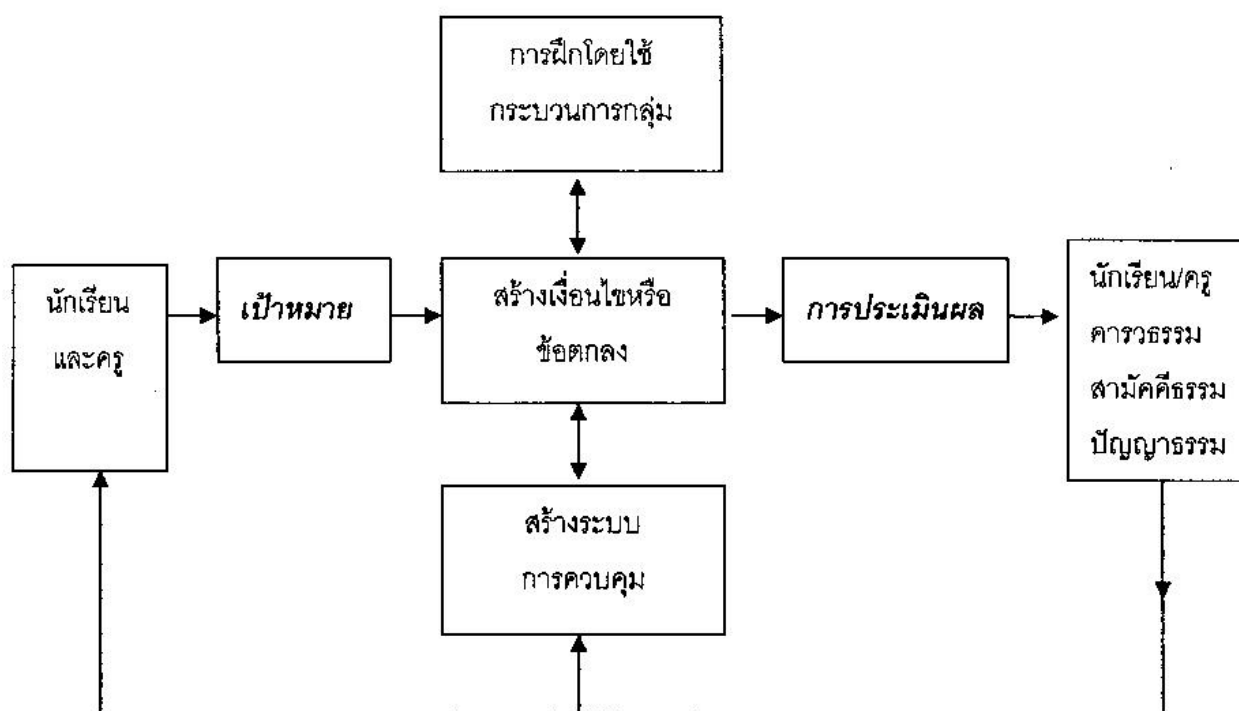 การฝึกโดยใช้
กระบวนการกลุ่ม
นักเรียน
และครู
เป้าหมาย
สร้างเงื่อนไขหรือ
ข้อตกลง
การประเมินผล
นักเรียน/ครู
คารวธรรม
สามัคคีธรรม
ปัญญาธรรม
สร้างระบบ
การควบคุม